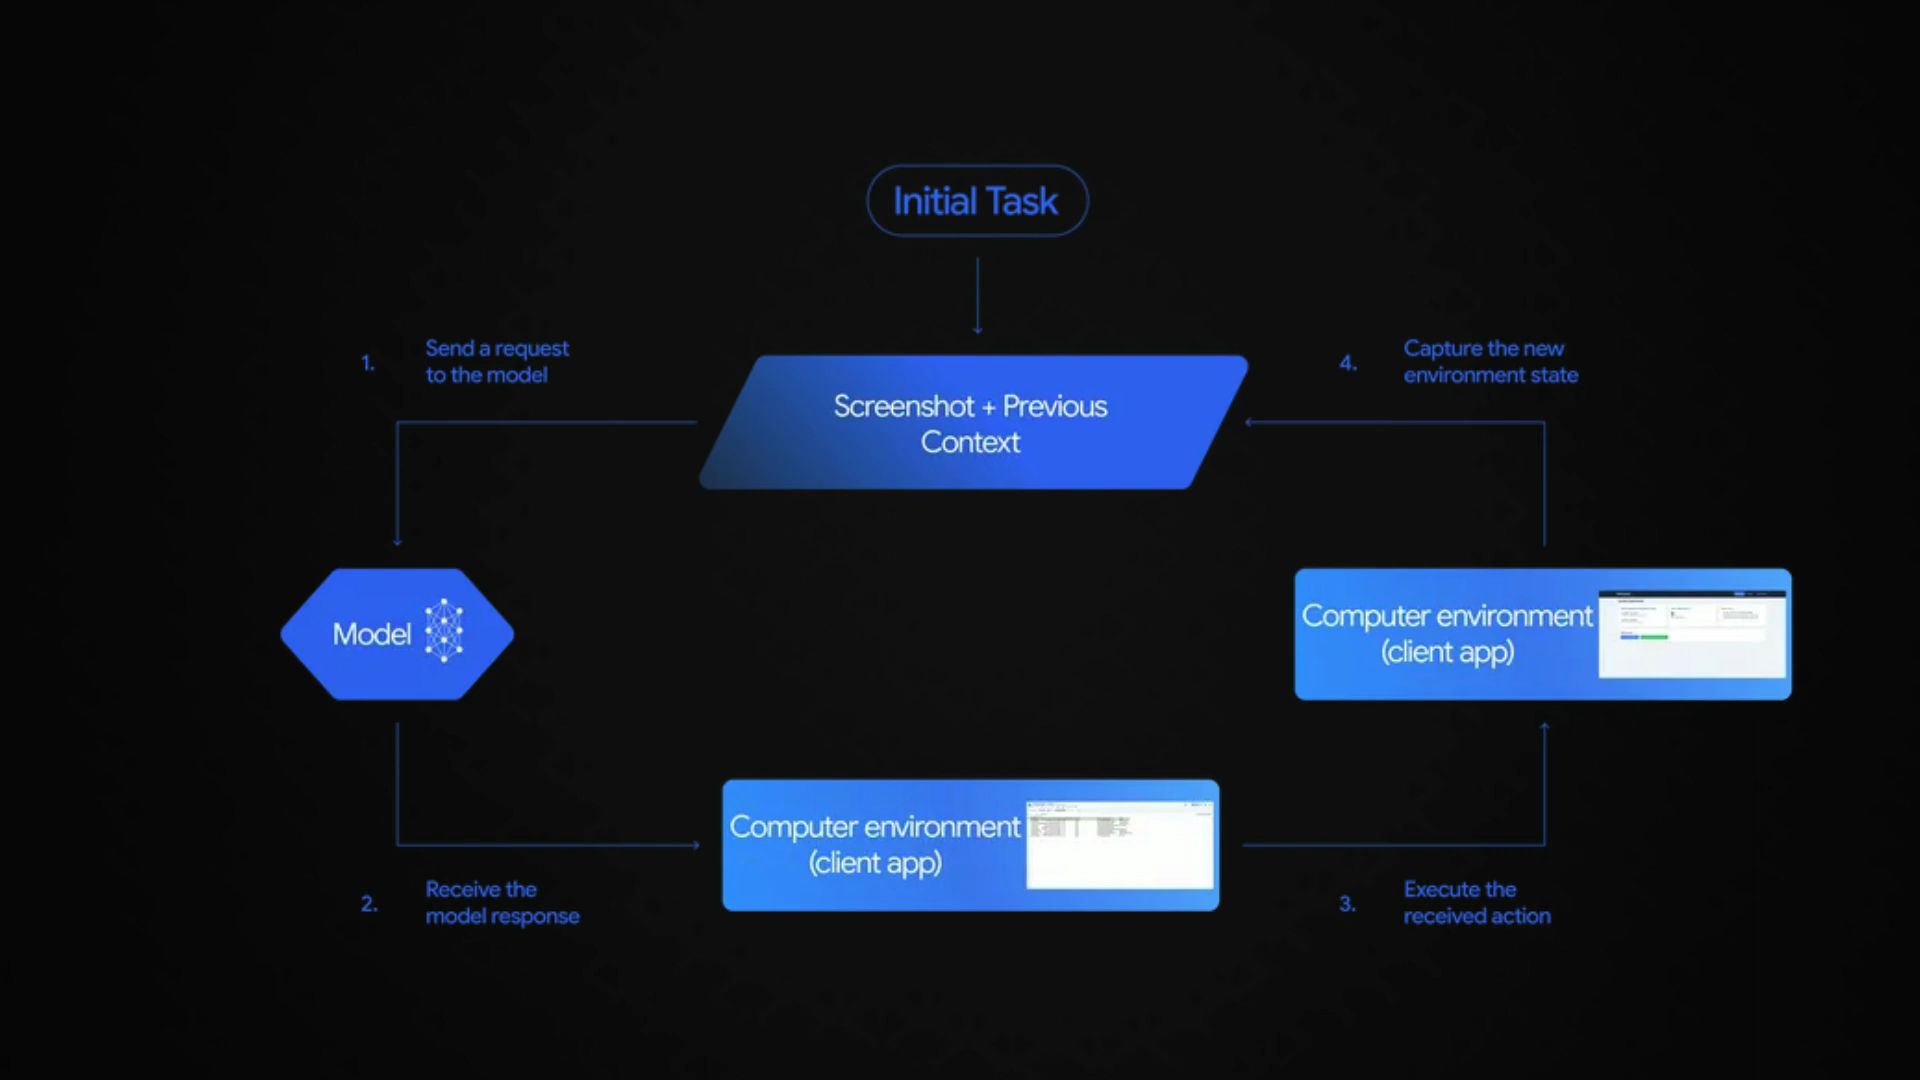 Initial Task
1.
Send a request
to the model
Screenshot + Previous
Context
4.
Capture the new
environment state
Model
Computer environment
(client app)
Computer environment
(client app)
2.
Receive the
model response
3.
Execute the
received action